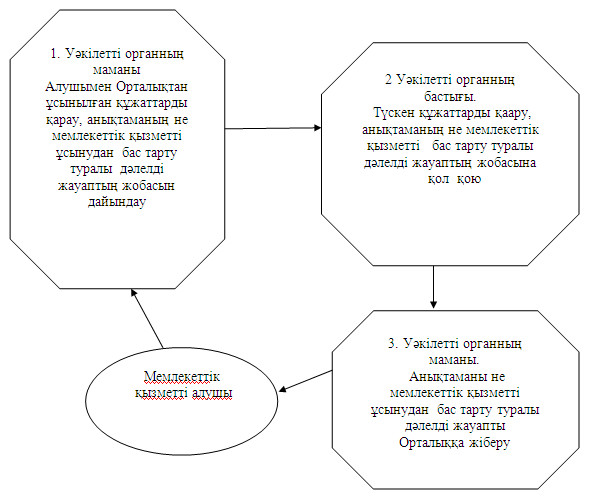 1. Уәкілетті органның
маманы
Алушымен Орталықтан
ұсынылған құжаттарды
қарау, анықтаманың не
мемлекеттік қызметті
ұсынудан бас тарту
туралы дәлелді
жауаптың жобасын
дайындау
2 Уәкілетті органның
бастығы.
Түскен құжаттарды қаару,
анықтаманың не мемлекеттік
қызметті бас тарту туралы
дәлелді жауаптың жобасына
қол қою
3. Уәкілетті органның
маманы.
Анықтаманы не
мемлекеттік қызметті
ұсынудан бас тарту туралы
дәлелді жауапты
Орталыққа жіберу
Мемлекеттік
қызметті алушы